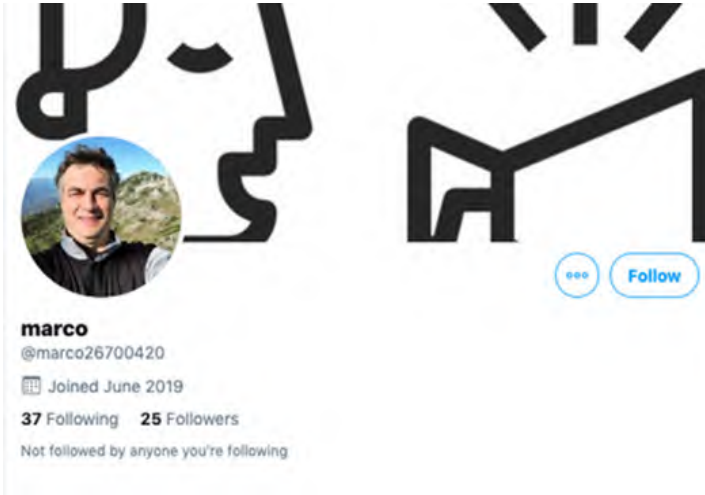 Follow
marco
@marco26700420
Joined June 2019
37 Following 25 Followers
Not followed by anyone you're following